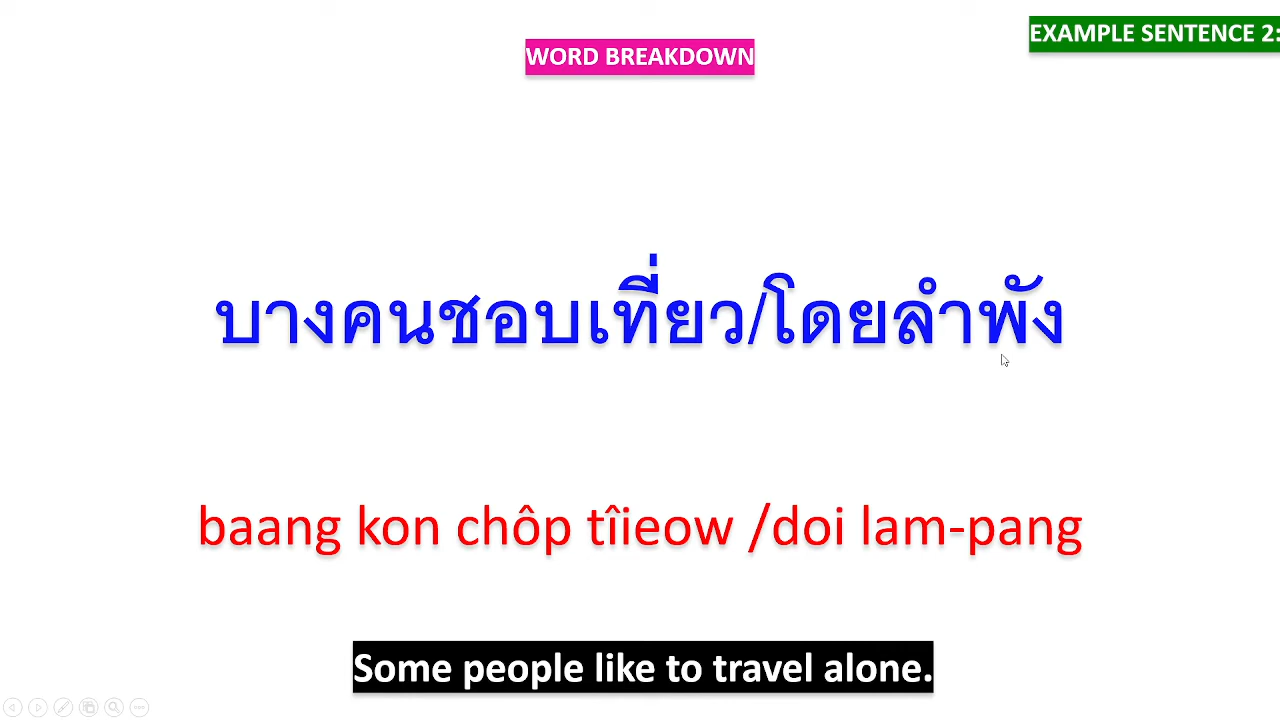 EXAMPLE SENTENCE 2:
WORD BREAKDOWN
บางคนชอบเที่ยว/โดยลำพัง
baang kon chôp tîieow /doi lam-pang
Some people like to travel alone.